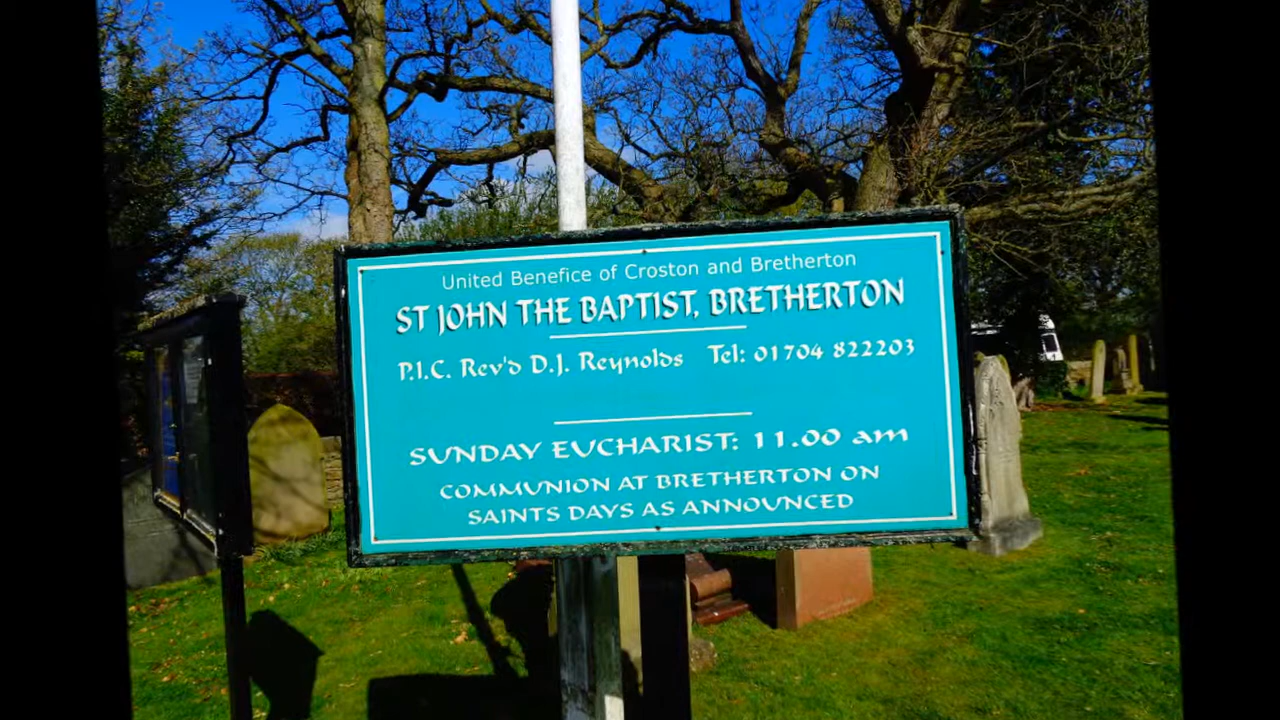 United Benefice of Croston and Bretherton
ST JOHN THE BAPTIST, BRETHERTON
P.I.C. Rev'd D.J. Reynolds Tel: 01704 822203
SUNDAY EUCHARIST: 11.00 am
COMMUNION AT BRETHERTON ON
SAINTS DAYS AS ANNOUNCED